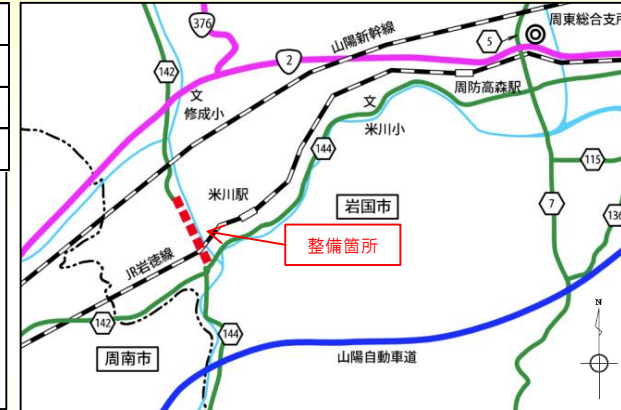 376
山陽新幹線
5
周東総合支所
142
2
文
修成小
周防高森駅
文
米川小
144
115
米川駅
岩国市
7
136
整備箇所
JR岩徳線
N
142
144
周南市
山陽自動車道